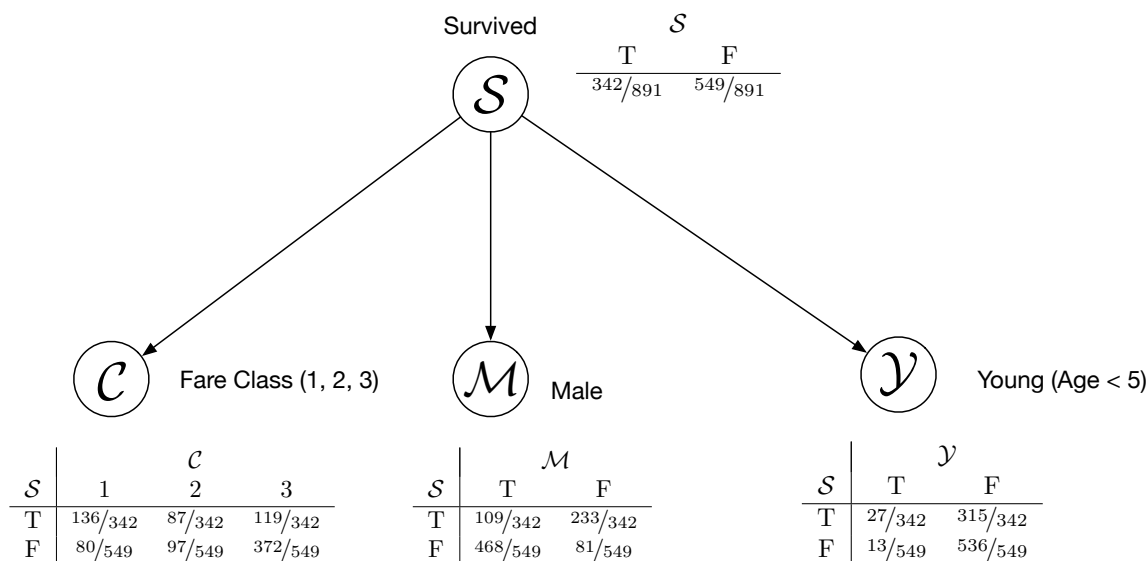 Survived
𝒮
T F
𝒮
342/891 549/891
𝒞
Fare Class (1, 2, 3)
ℳ
Male
𝒴
Young (Age < 5)
𝒞
𝒮 1 2 3
T 136/342 87/342 119/342
F 80/549 97/549 372/549
ℳ
𝒮 T F
T 109/342 233/342
F 468/549 81/549
𝒴
𝒮 T F
T 27/342 315/342
F 13/549 536/549